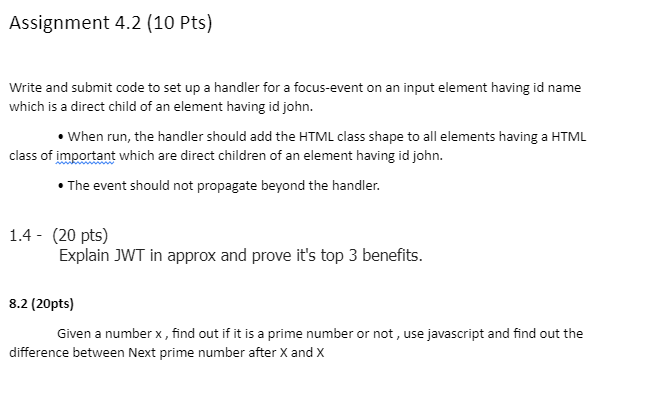 Assignment 4.2 (10 Pts)
Write and submit code to set up a handler for a focus-event on an input element having id name
which is a direct child of an element having id john.
• When run, the handler should add the HTML class shape to all elements having a HTML
class of important which are direct children of an element having id john.
• The event should not propagate beyond the handler.
1.4 - (20 pts)
Explain JWT in approx and prove it's top 3 benefits.
8.2 (20pts)
Given a number x , find out if it is a prime number or not , use javascript and find out the
difference between Next prime number after X and X